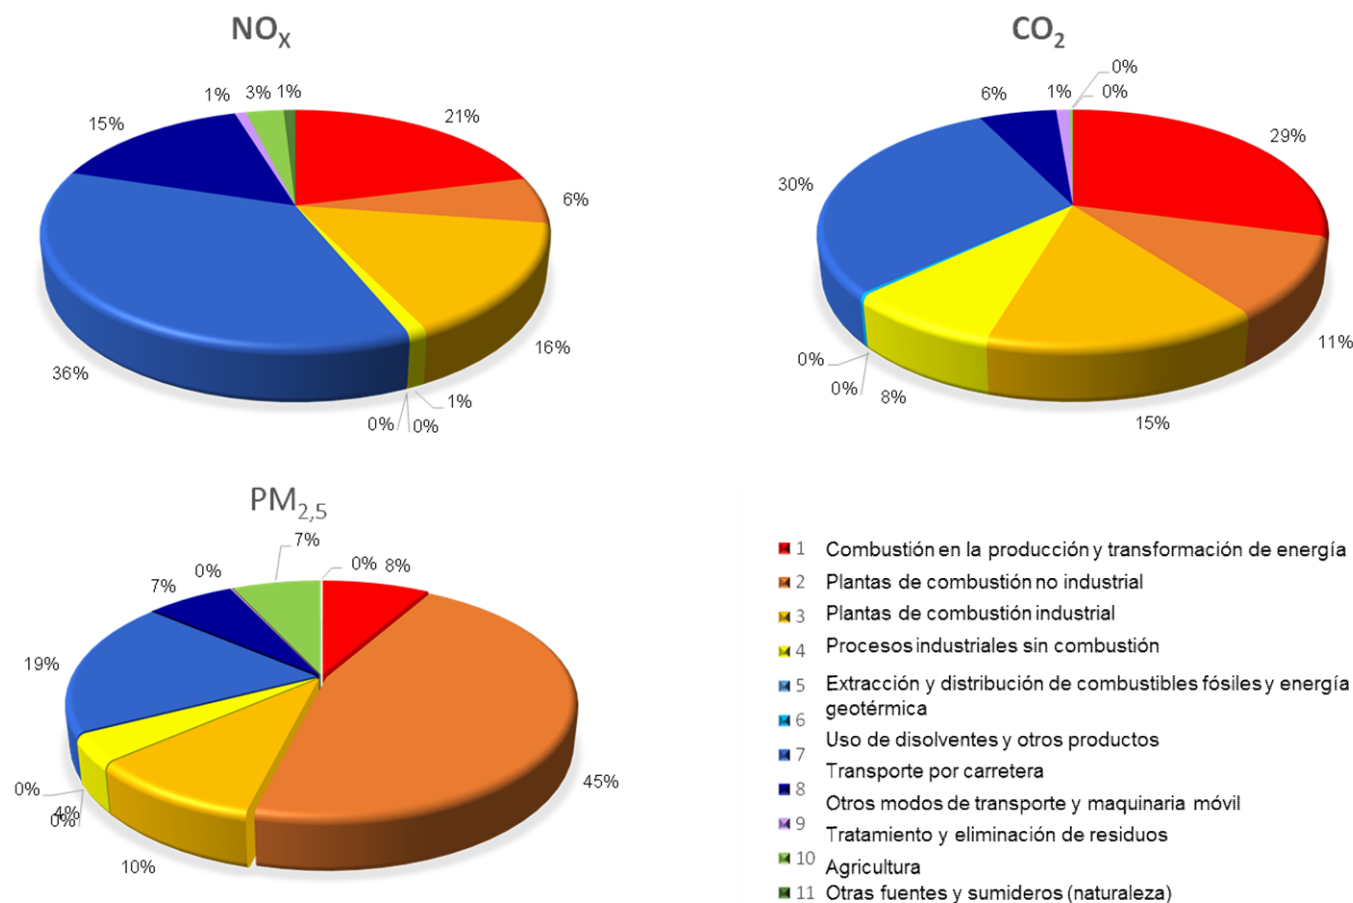 NOX
CO2
0%
1% 3% 1%
6% 1% 0%
15%
21%
29%
30%
6%
11%
16%
36%
1%
0% 0%
0%
0%
8%
15%
PM2,5
7%
0% 8%
0%
7%
19%
45%
0%
4%
0%
10%
1 Combustión en la producción y transformación de energía
2 Plantas de combustión no industrial
3 Plantas de combustión industrial
4 Procesos industriales sin combustión
5 Extracción y distribución de combustibles fósiles y energía
geotérmica
6
Uso de disolventes y otros productos
7
Transporte por carretera
8
Otros modos de transporte y maquinaria móvil
9
Tratamiento y eliminación de residuos
10
Agricultura
11 Otras fuentes y sumideros (naturaleza)